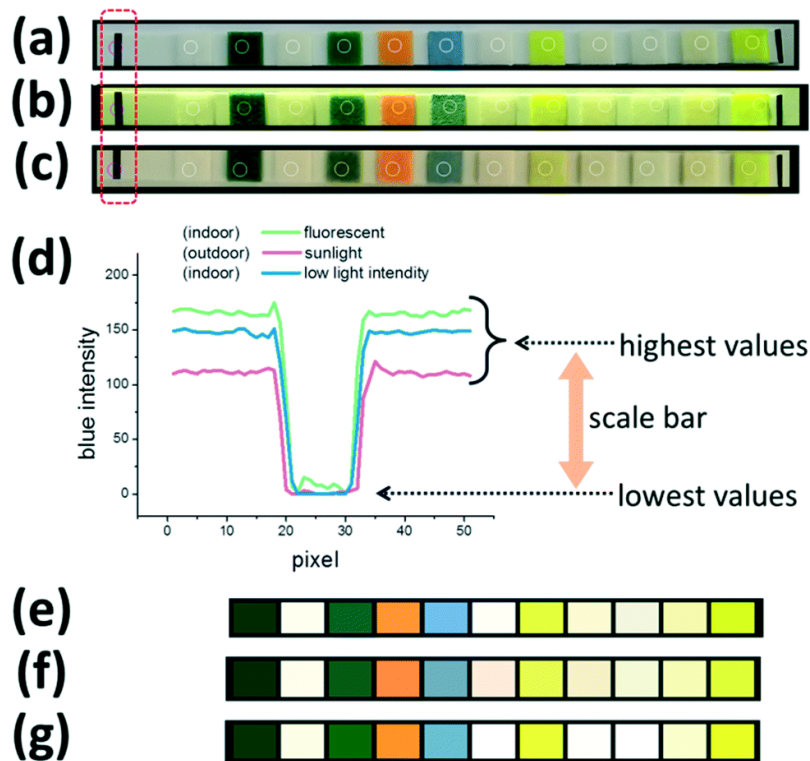 (a)
(b)
(c)
(d)
(indoor) fluorescent
(outdoor) sunlight
(indoor) low light intendity
200
150
100
50
0
blue intensity
0 10 20 30 40 50
pixel
highest values
scale bar
lowest values
(e)
(f)
(g)